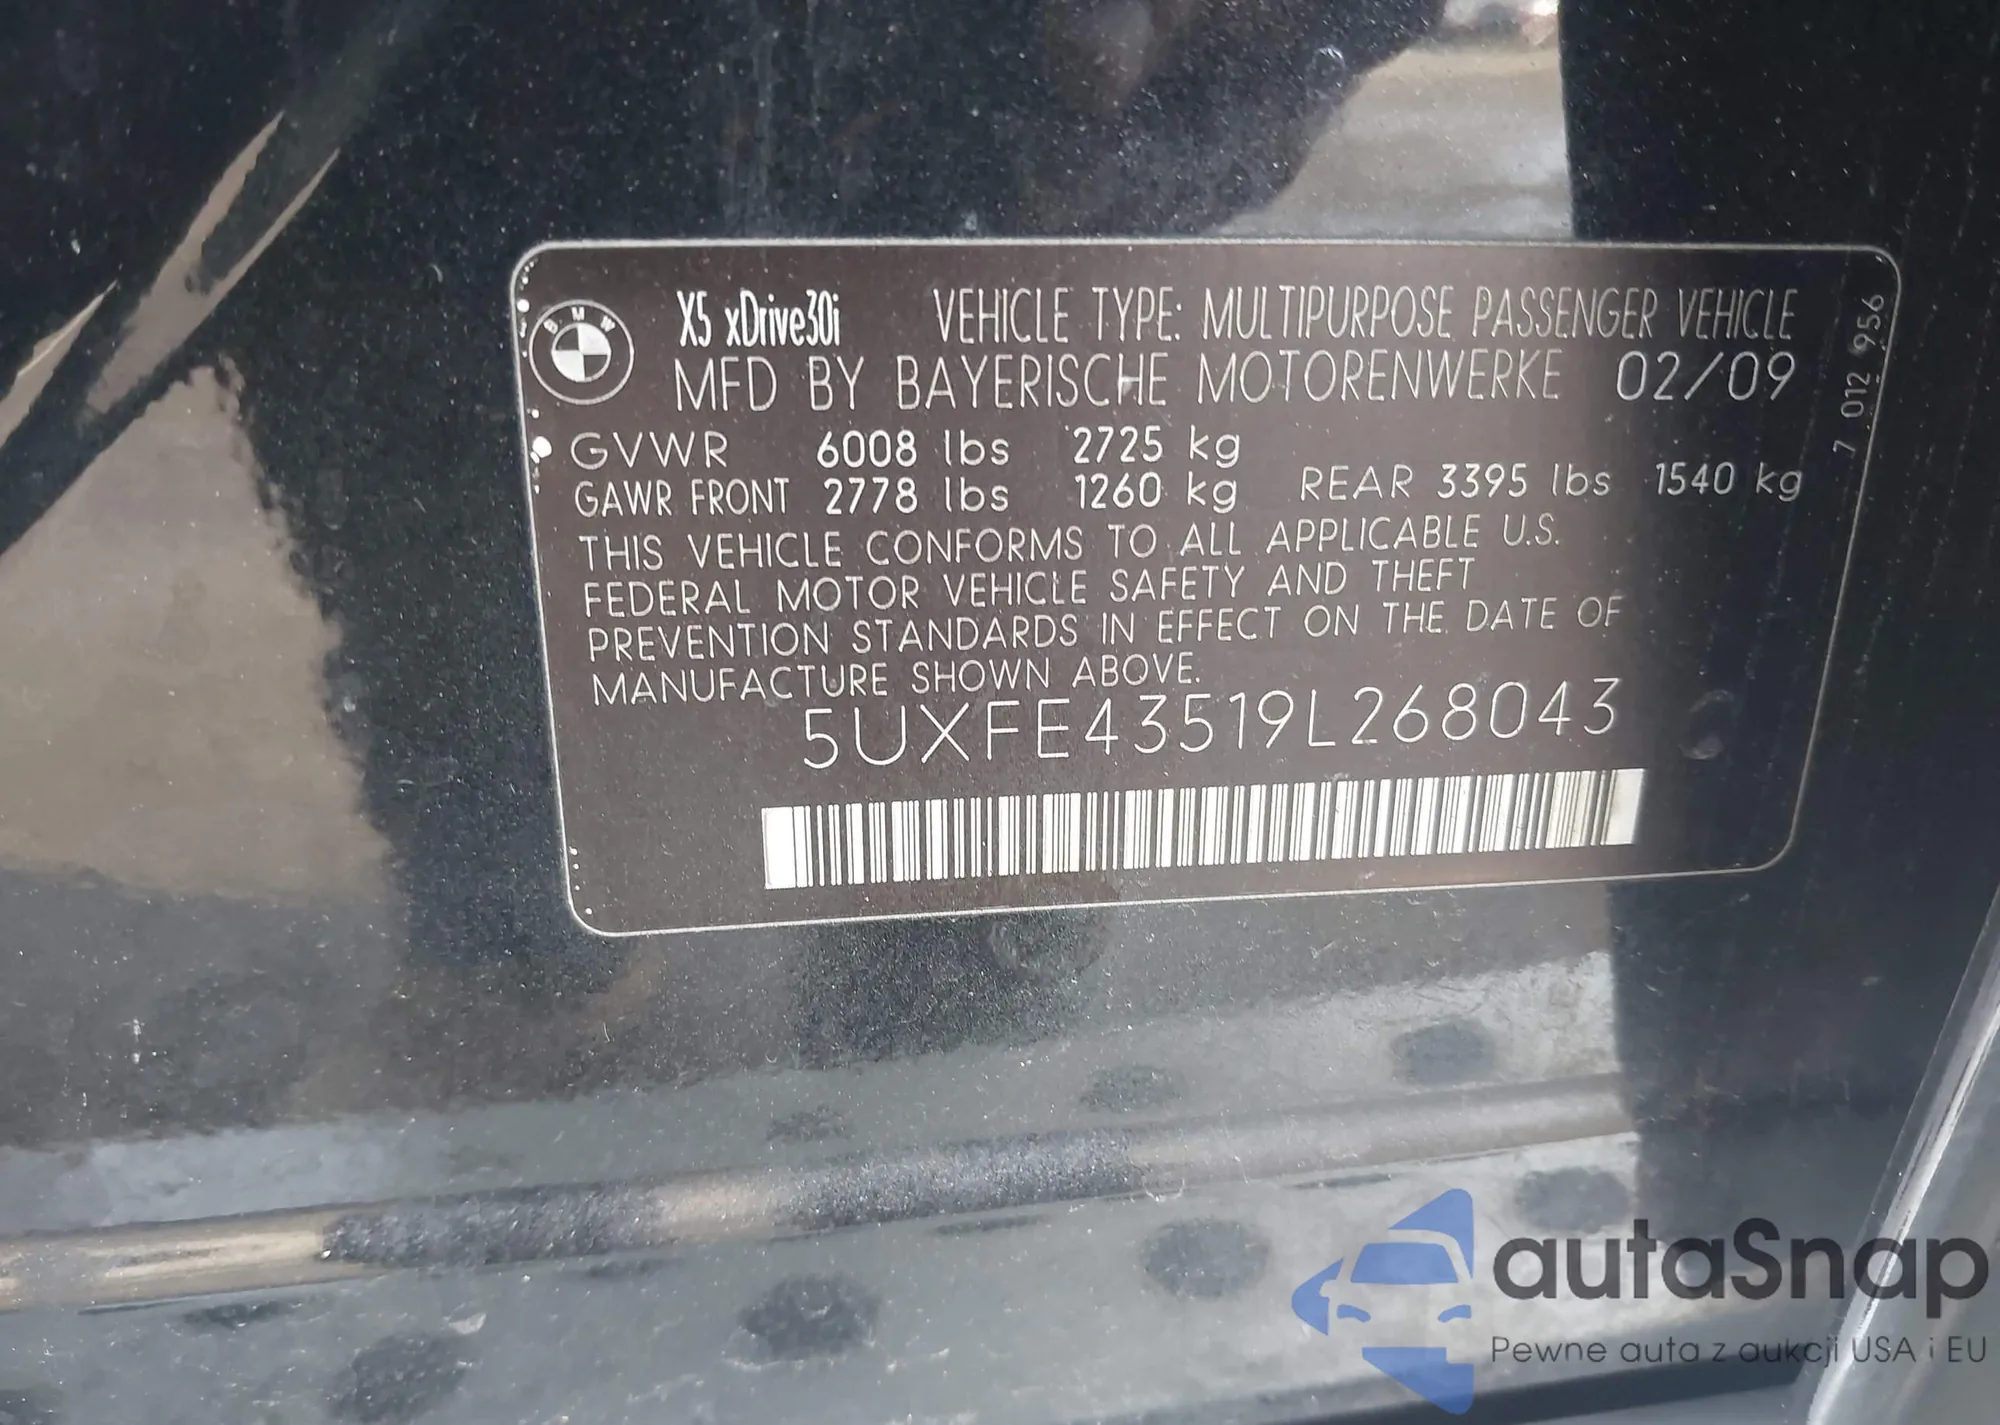 BMW
X5 xDrive30i VEHICLE TYPE: MULTIPURPOSE PASSENGER VEHICLE
MFD BY BAYERISCHE MOTORENWERKE 02/09
GVWR 6008 lbs 2725 kg
GAWR FRONT 2778 lbs 1260 kg REAR 3395 lbs 1540 kg
THIS VEHICLE CONFORMS TO ALL APPLICABLE U.S.
FEDERAL MOTOR VEHICLE SAFETY AND THEFT
PREVENTION STANDARDS IN EFFECT ON THE DATE OF
MANUFACTURE SHOWN ABOVE.
5UXFE43519L268043
7 012 956
autaSnap
Pewne auta z aukcji USA i EU